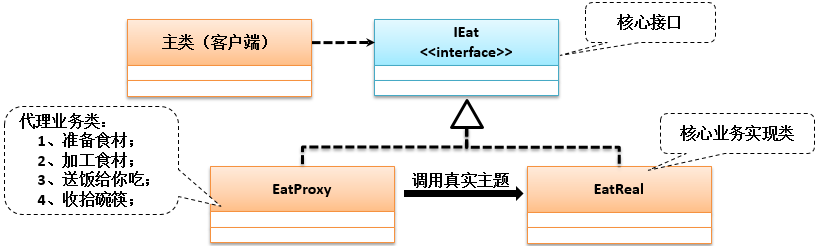 主类（客户端）
IEat
<<interface>>
核心接口
代理业务类：
1、准备食材；
2、加工食材；
3、送饭给你吃；
4、收拾碗筷；
EatProxy
调用真实主题
EatReal
核心业务实现类